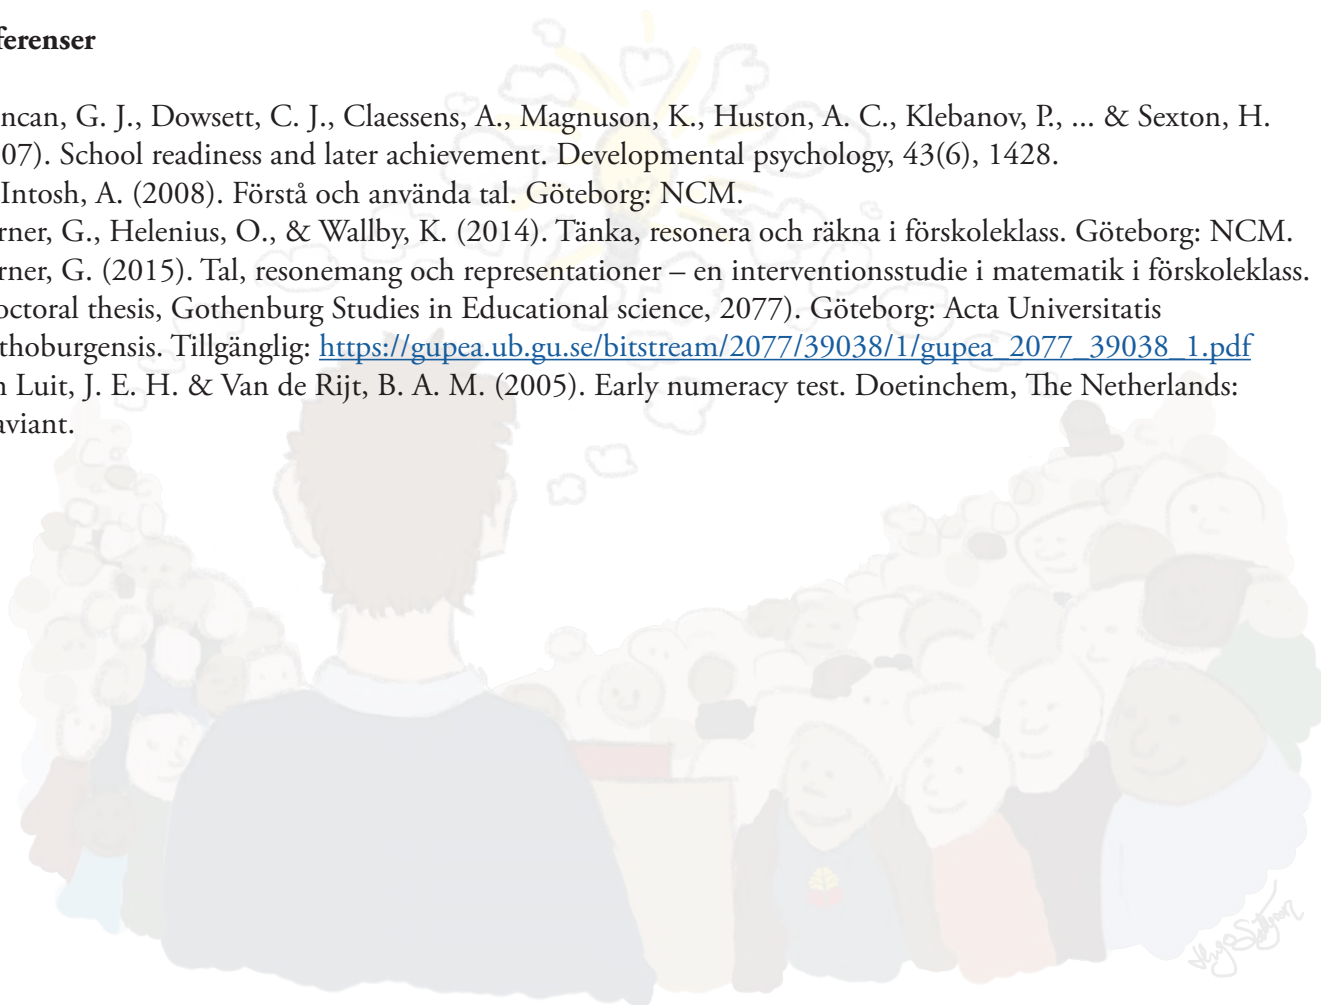 ferenser
ncan, G. J., Dowsett, C. J., Claessens, A., Magnuson, K., Huston, A. C., Klebanov, P., ... & Sexton, H.
07). School readiness and later achievement. Developmental psychology, 43(6), 1428.
Intosh, A. (2008). Förstå och använda tal. Göteborg: NCM.
rner, G., Helenius, O., & Wallby, K. (2014). Tänka, resonera och räkna i förskoleklass. Göteborg: NCM.
rner, G. (2015). Tal, resonemang och representationer – en interventionsstudie i matematik i förskoleklass.
octoral thesis, Gothenburg Studies in Educational science, 2077). Göteborg: Acta Universitatis
thoburgensis. Tillgänglig: https://gupea.ub.gu.se/bitstream/2077/39038/1/gupea_2077_39038_1.pdf
n Luit, J. E. H. & Van de Rijt, B. A. M. (2005). Early numeracy test. Doetinchem, The Netherlands:
aviant.